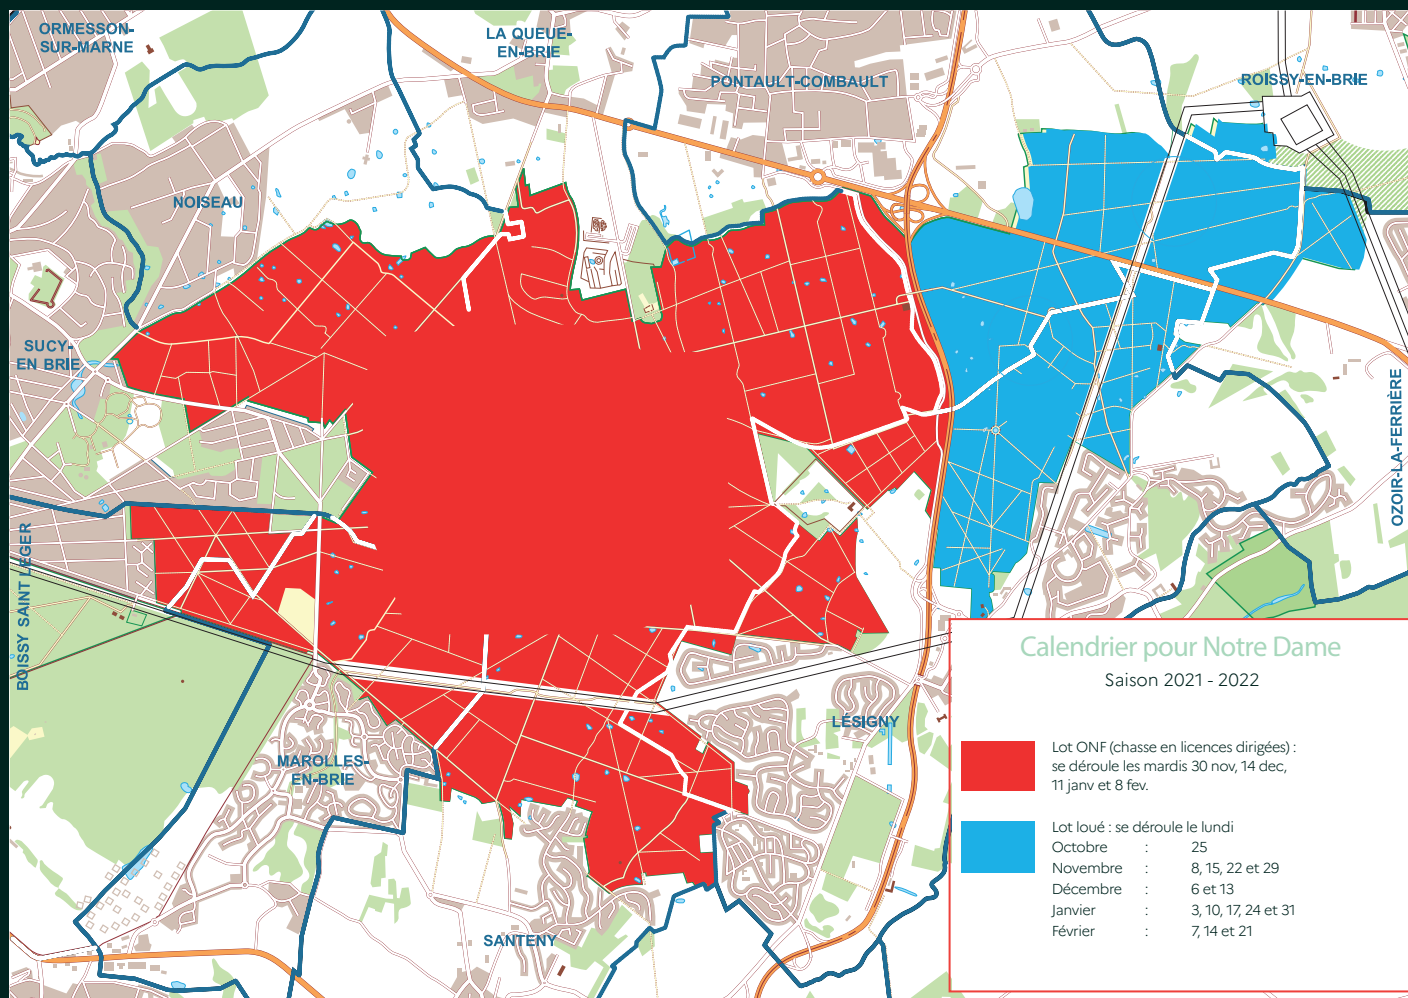 ORMESSON-
SUR-MARNE
LA QUEUE-
EN-BRIE
PONTAULT-COMBAULT
ROISSY-EN-BRIE
NOISEAU
SUCY-
EN BRIE
OZOIR-LA-FERRIÈRE
BOISSY SAINT LEGER
LÉSIGNY
MAROLLES-
EN-BRIE
SANTENY
Calendrier pour Notre Dame
Saison 2021 - 2022
Lot ONF (chasse en licences dirigées) :
se déroule les mardis 30 nov, 14 dec,
11 janv et 8 fev.
Lot loué : se déroule le lundi
Octobre : 25
Novembre : 8, 15, 22 et 29
Décembre : 6 et 13
Janvier : 3, 10, 17, 24 et 31
Février : 7, 14 et 21